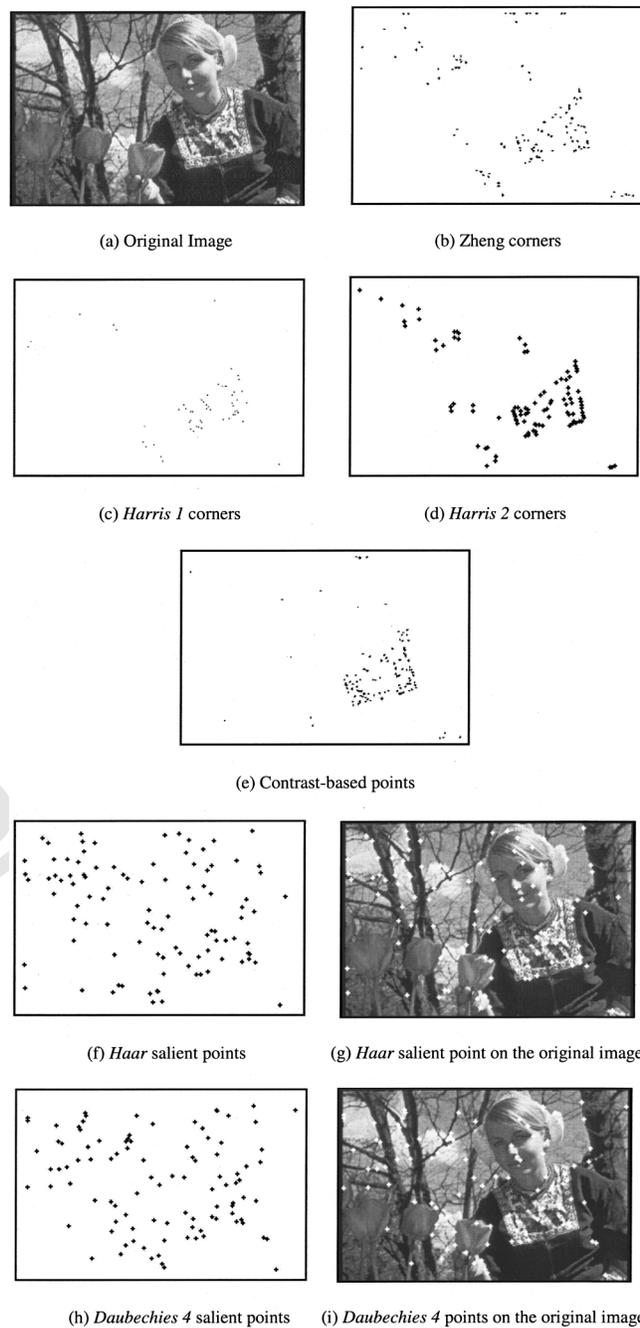 (a) Original Image
(b) Zheng corners
(c) Harris 1 corners
(d) Harris 2 corners
(e) Contrast-based points
(f) Haar salient points
(g) Haar salient point on the original image
(h) Daubechies 4 salient points
(i) Daubechies 4 points on the original image